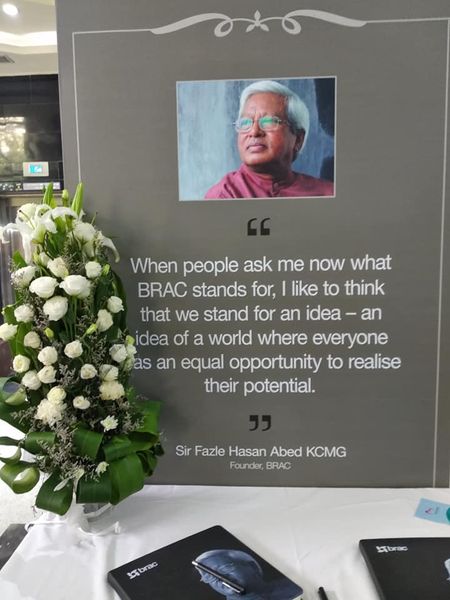 “
When people ask me now what
BRAC stands for, I like to think
that we stand for an idea – an
idea of a world where everyone
as an equal opportunity to realise
their potential.
”
Sir Fazle Hasan Abed KCMG
Founder, BRAC
brac
brac